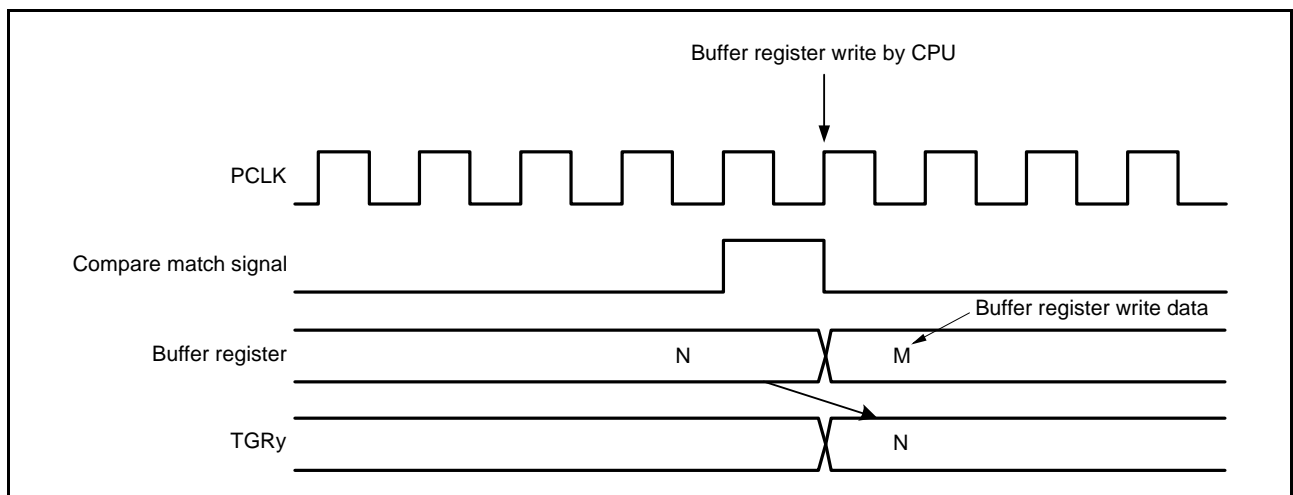 Buffer register write by CPU
PCLK
Compare match signal
Buffer register write data
Buffer register
N
M
TGRy
N